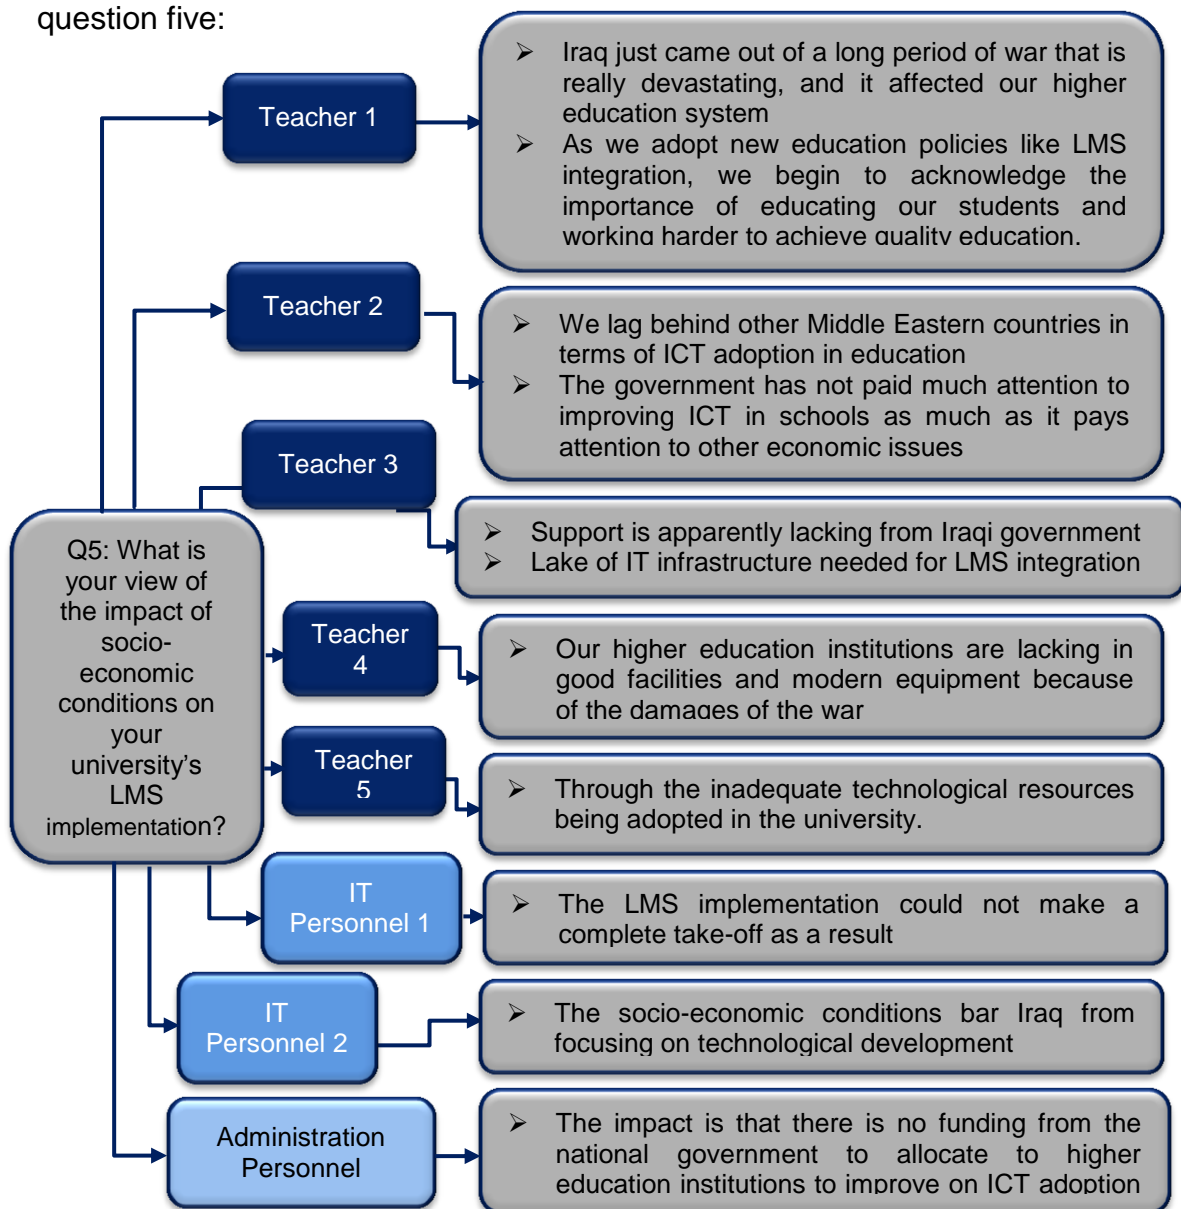 question five:
Teacher 1
➢ Iraq just came out of a long period of war that is
really devastating, and it affected our higher
education system
➢ As we adopt new education policies like LMS
integration, we begin to acknowledge the
importance of educating our students and
working harder to achieve quality education.
Teacher 2
➢ We lag behind other Middle Eastern countries in
terms of ICT adoption in education
➢ The government has not paid much attention to
improving ICT in schools as much as it pays
attention to other economic issues
Teacher 3
➢ Support is apparently lacking from Iraqi government
➢ Lake of IT infrastructure needed for LMS integration
Q5: What is
your view of
the impact of
socio-
economic
conditions on
your
university’s
LMS
implementation?
Teacher
4
➢ Our higher education institutions are lacking in
good facilities and modern equipment because
of the damages of the war
Teacher
5
➢ Through the inadequate technological resources
being adopted in the university.
IT
Personnel 1
➢ The LMS implementation could not make a
complete take-off as a result
IT
Personnel 2
➢ The socio-economic conditions bar Iraq from
focusing on technological development
Administration
Personnel
➢ The impact is that there is no funding from the
national government to allocate to higher
education institutions to improve on ICT adoption